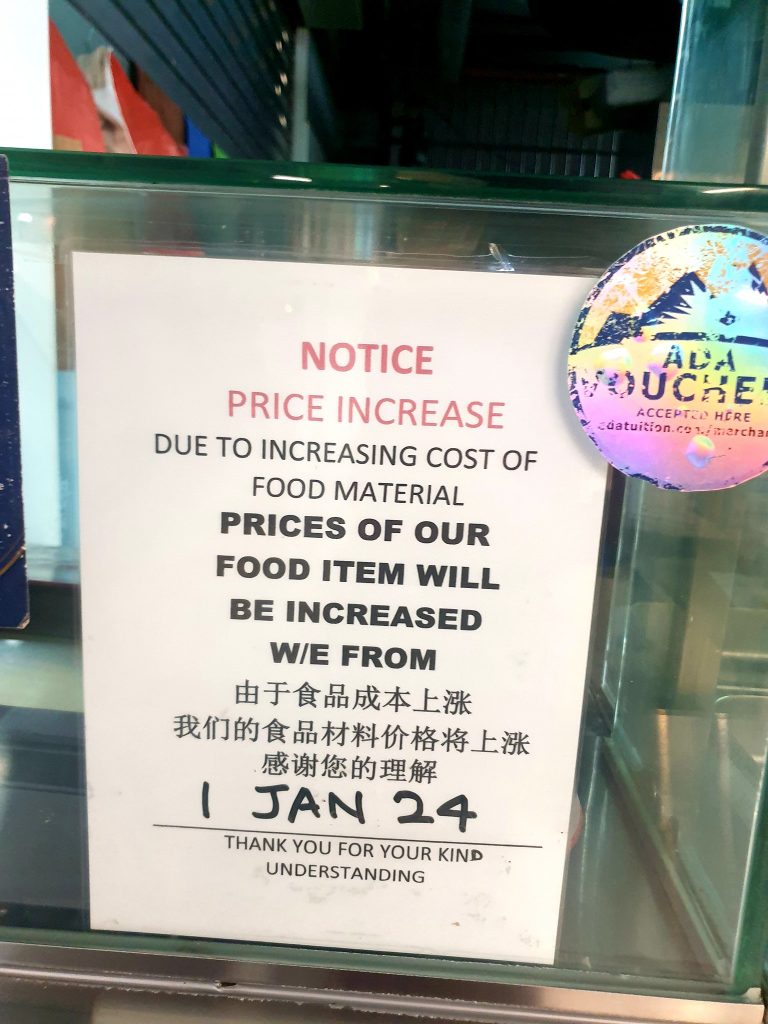 NOTICE
PRICE INCREASE
DUE TO INCREASING COST OF
FOOD MATERIAL
PRICES OF OUR
FOOD ITEM WILL
BE INCREASED
W/E FROM
由于食品成本上涨
我们的食品材料价格将上涨
感谢您的理解
1 JAN 24
THANK YOU FOR YOUR KIND
UNDERSTANDING
ADA
VOUCHE
ACCEPTED HERE
adatuition.co